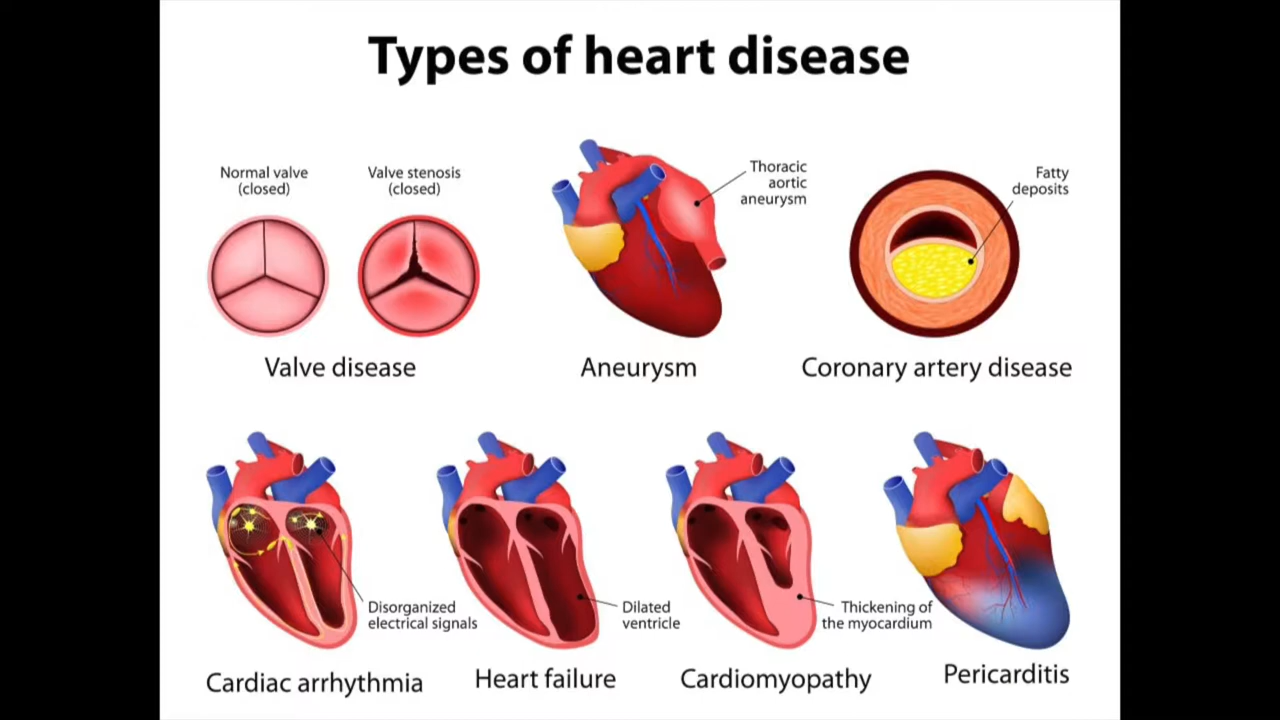 Types of heart disease
Normal valve
(closed)
Valve stenosis
(closed)
Valve disease
Thoracic
aortic
aneurysm
Aneurysm
Fatty
deposits
Coronary artery disease
Disorganized
electrical signals
Cardiac arrhythmia
Dilated
ventricle
Heart failure
Thickening of
the myocardium
Cardiomyopathy
Pericarditis